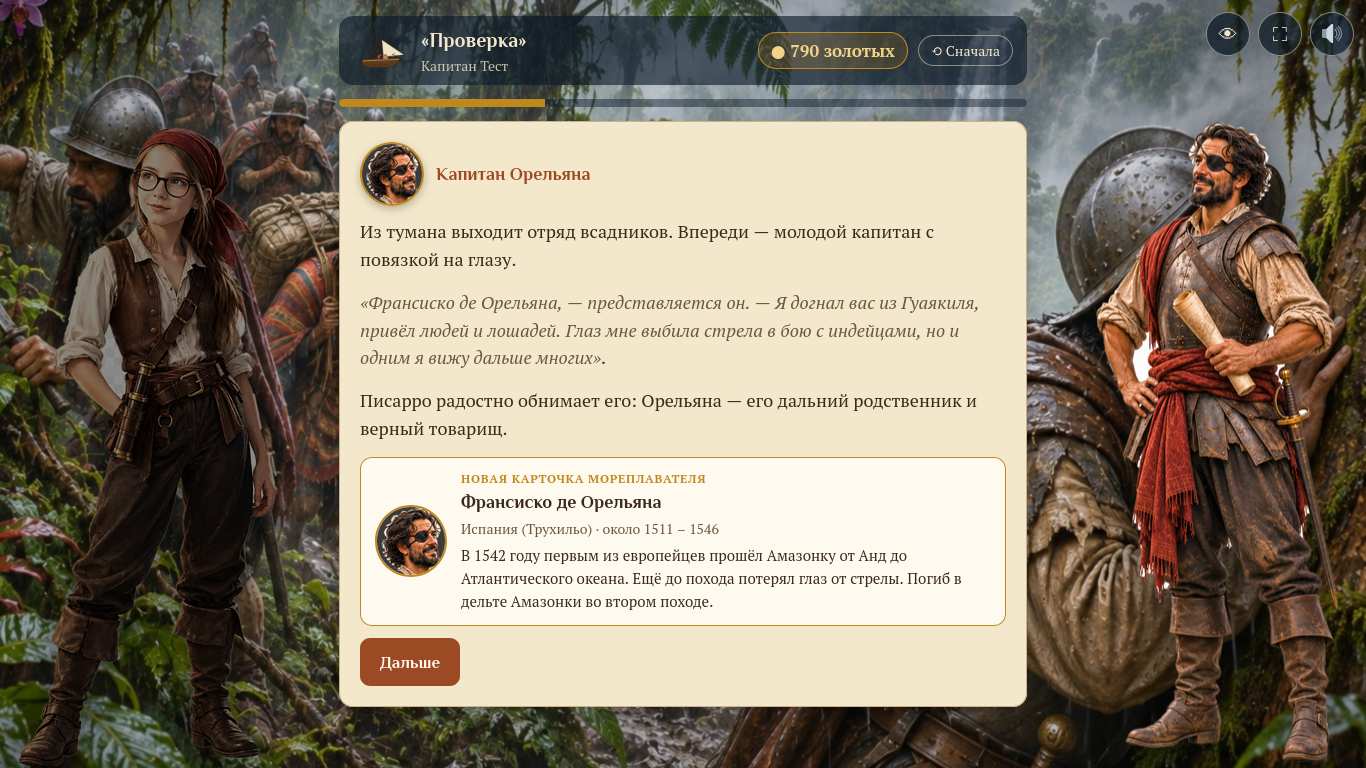 «Проверка»
Капитан Тест
790 золотых
⟲ Сначала
Капитан Орельяна
Из тумана выходит отряд всадников. Впереди — молодой капитан с
повязкой на глазу.
«Франсиско де Орельяна, — представляется он. — Я догнал вас из Гуаякиля,
привёл людей и лошадей. Глаз мне выбила стрела в бою с индейцами, но и
одним я вижу дальше многих».
Писарро радостно обнимает его: Орельяна — его дальний родственник и
верный товарищ.
НОВАЯ КАРТОЧКА МОРЕПЛАВАТЕЛЯ
Франсиско де Орельяна
Испания (Трухильо) · около 1511 – 1546
В 1542 году первым из европейцев прошёл Амазонку от Анд до
Атлантического океана. Ещё до похода потерял глаз от стрелы. Погиб в
дельте Амазонки во втором походе.
Дальше